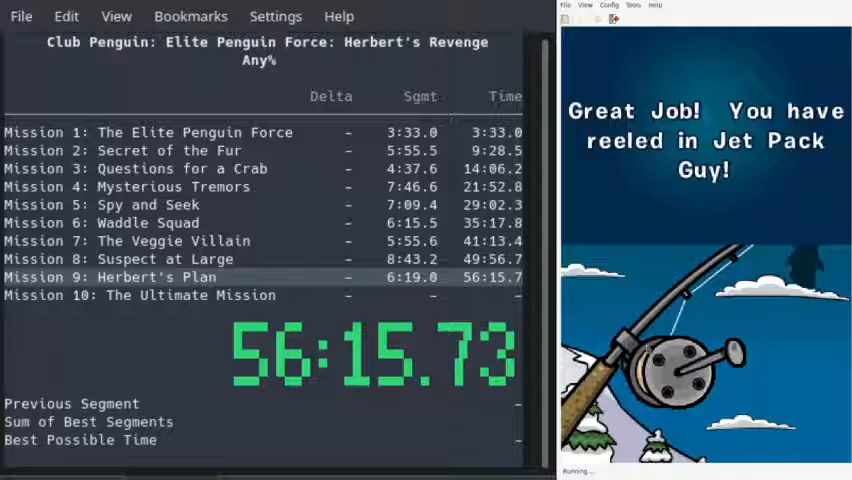 File Edit View Bookmarks Settings Help
Club Penguin: Elite Penguin Force: Herbert's Revenge
Any%
Delta Sgmt Time
Mission 1: The Elite Penguin Force – 3:33.0 3:33.0
Mission 2: Secret of the Fur – 5:55.5 9:28.5
Mission 3: Questions for a Crab – 4:37.6 14:06.2
Mission 4: Mysterious Tremors – 7:46.6 21:52.8
Mission 5: Spy and Seek – 7:09.4 29:02.3
Mission 6: Waddle Squad – 6:15.5 35:17.8
Mission 7: The Veggie Villain – 5:55.6 41:13.4
Mission 8: Suspect at Large – 8:43.2 49:56.7
Mission 9: Herbert's Plan – 6:19.0 56:15.7
Mission 10: The Ultimate Mission – – –
56:15.73
Previous Segment –
Sum of Best Segments
Best Possible Time –
File View Config Tools Help
Great Job! You have
reeled in Jet Pack
Guy!
Running...